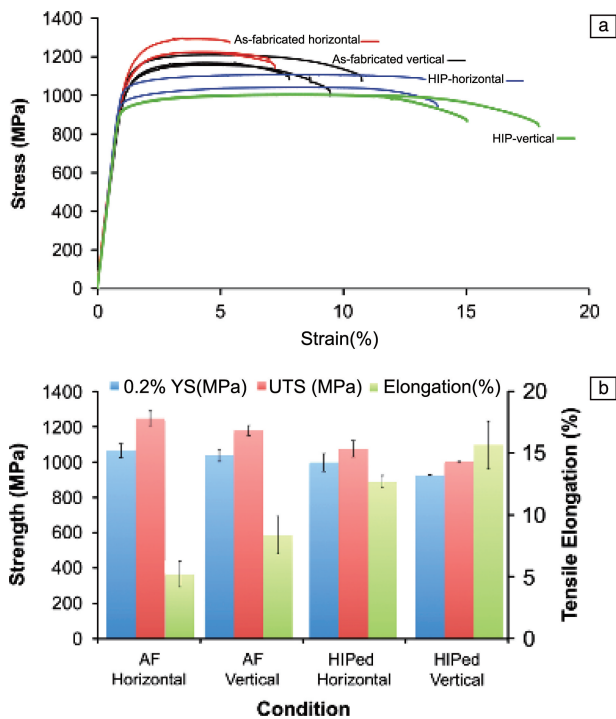 a
1400
1200
1000
800
600
400
200
0
Stress (MPa)
As-fabricated horizontal
As-fabricated vertical
HIP-horizontal
HIP-vertical
0 5 10 15 20
Strain(%)
b
0.2% YS(MPa) UTS (MPa) Elongation(%)
1400
1200
1000
800
600
400
200
0
Strength (MPa)
20
15
10
5
0
Tensile Elongation (%)
AF AF HIPed HIPed
Horizontal Vertical Horizontal Vertical
Condition